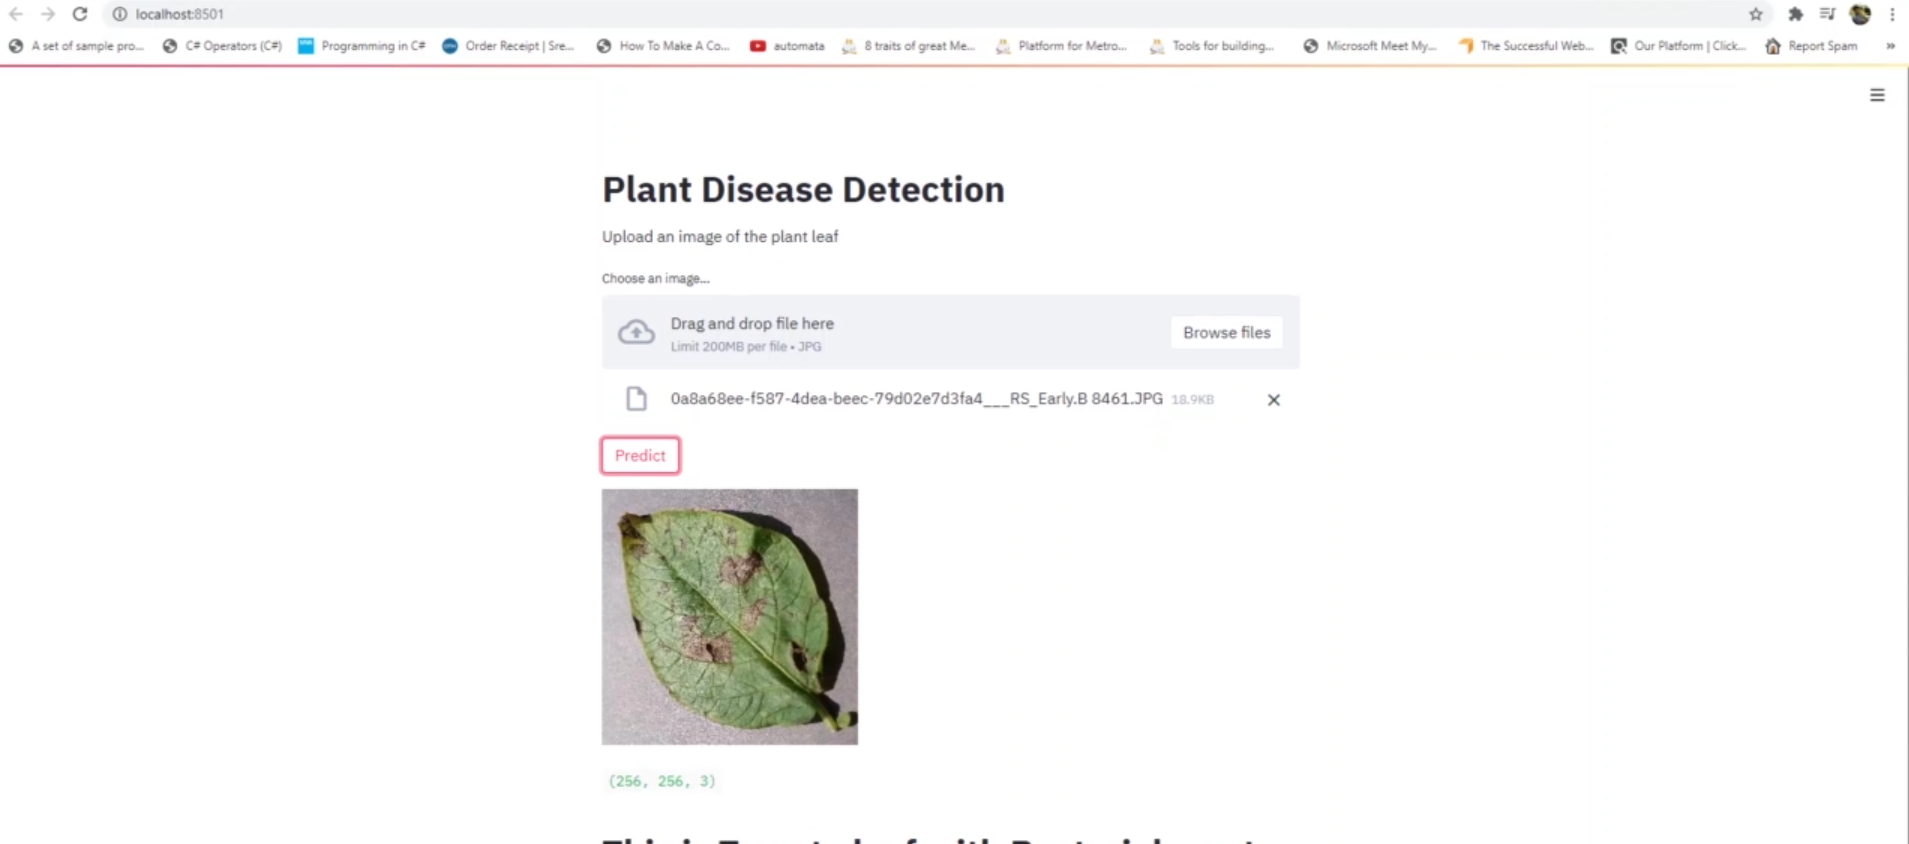 localhost:8501
A set of sample pro... C# Operators (C#) Programming in C# Order Receipt | Sre... How To Make A Co... automata 8 traits of great Me... Platform for Metro... Tools for building... Microsoft Meet My... The Successful Web... Our Platform | Click... Report Spam »
Plant Disease Detection
Upload an image of the plant leaf
Choose an image...
Drag and drop file here
Browse files
Limit 200MB per file • JPG
0a8a68ee-f587-4dea-beec-79d02e7d3fa4___RS_Early.B 8461.JPG 18.9KB
Predict
(256, 256, 3)